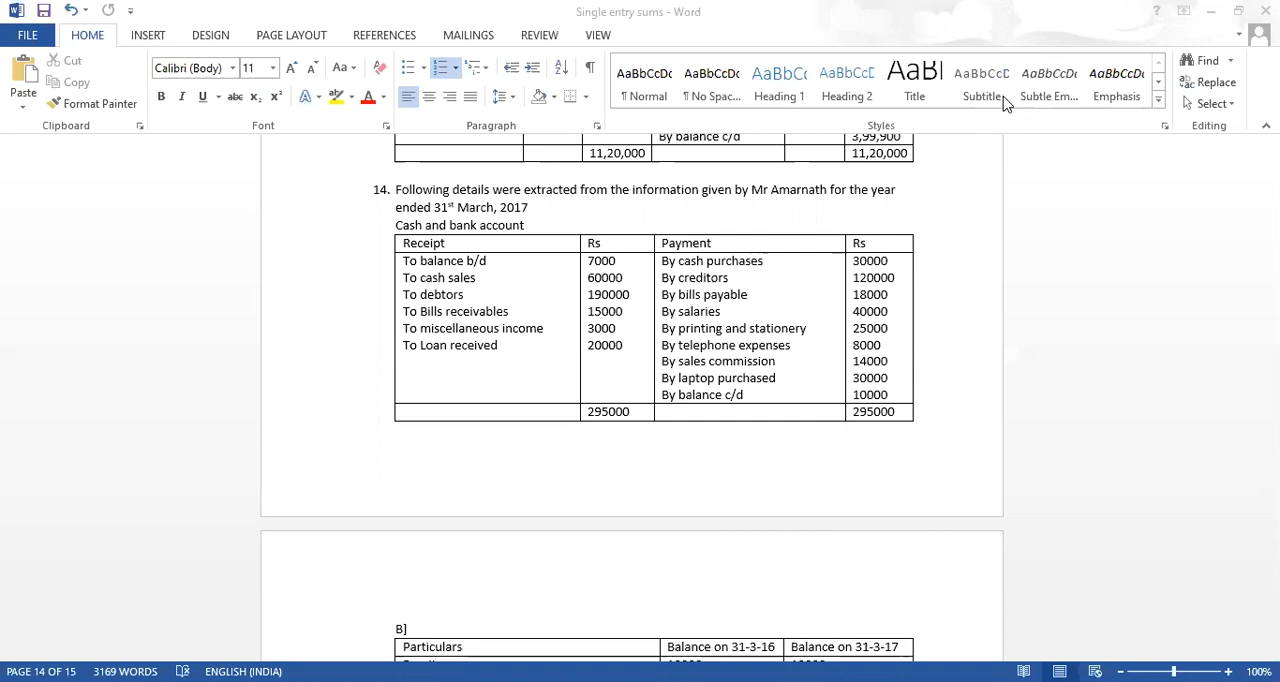 Single entry sums - Word
FILE HOME INSERT DESIGN PAGE LAYOUT REFERENCES MAILINGS REVIEW VIEW
Paste Cut Copy Format Painter
Calibri (Body) 11 Aa
B I U abc X₂ X² A A
AaBbCcDc AaBbCcDc AaBbCc AaBbCcC AaBl AaBbCcD AaBbCcDc AaBbCcDc
¶ Normal ¶ No Spac... Heading 1 Heading 2 Title Subtitle Subtle Em... Emphasis
Find Replace Select
Clipboard Font Paragraph Styles Editing
By balance c/d 3,99,900
11,20,000 11,20,000
14. Following details were extracted from the information given by Mr Amarnath for the year
ended 31st March, 2017
Cash and bank account
Receipt Rs Payment Rs
To balance b/d 7000 By cash purchases 30000
To cash sales 60000 By creditors 120000
To debtors 190000 By bills payable 18000
To Bills receivables 15000 By salaries 40000
To miscellaneous income 3000 By printing and stationery 25000
To Loan received 20000 By telephone expenses 8000
By sales commission 14000
By laptop purchased 30000
By balance c/d 10000
295000 295000
B]
Particulars Balance on 31-3-16 Balance on 31-3-17
PAGE 14 OF 15 3169 WORDS ENGLISH (INDIA) 100%